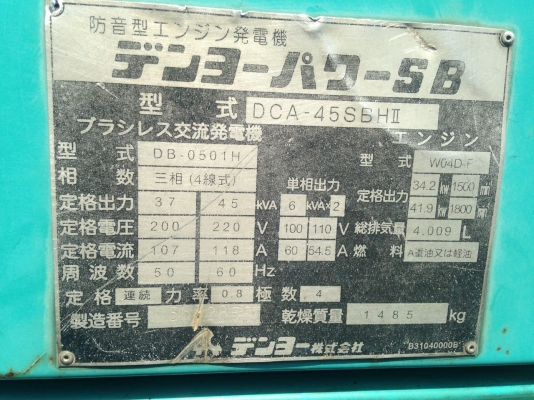 防音型エンジン発電機
デンヨーパワーSB
型式 DCA-45SBHⅡ
ブラシレス交流発電機 エンジン
型式 DB-0501H 型式 W04D-F
相数 三相(4線式) 単相出力 定格出力 34.2 1500
定格出力 37 45 kVA 6 kVA×2 41.9 1800
定格電圧 200 220 V 100 110 V 総排気量 4.009 L
定格電流 107 118 A 60 54.5 A 燃料 A重油又は軽油
周波数 50 60 Hz
定格 連続 力率 0.8 極数 4
製造番号 乾燥質量 1485 kg
デンヨー株式会社 B31040000B